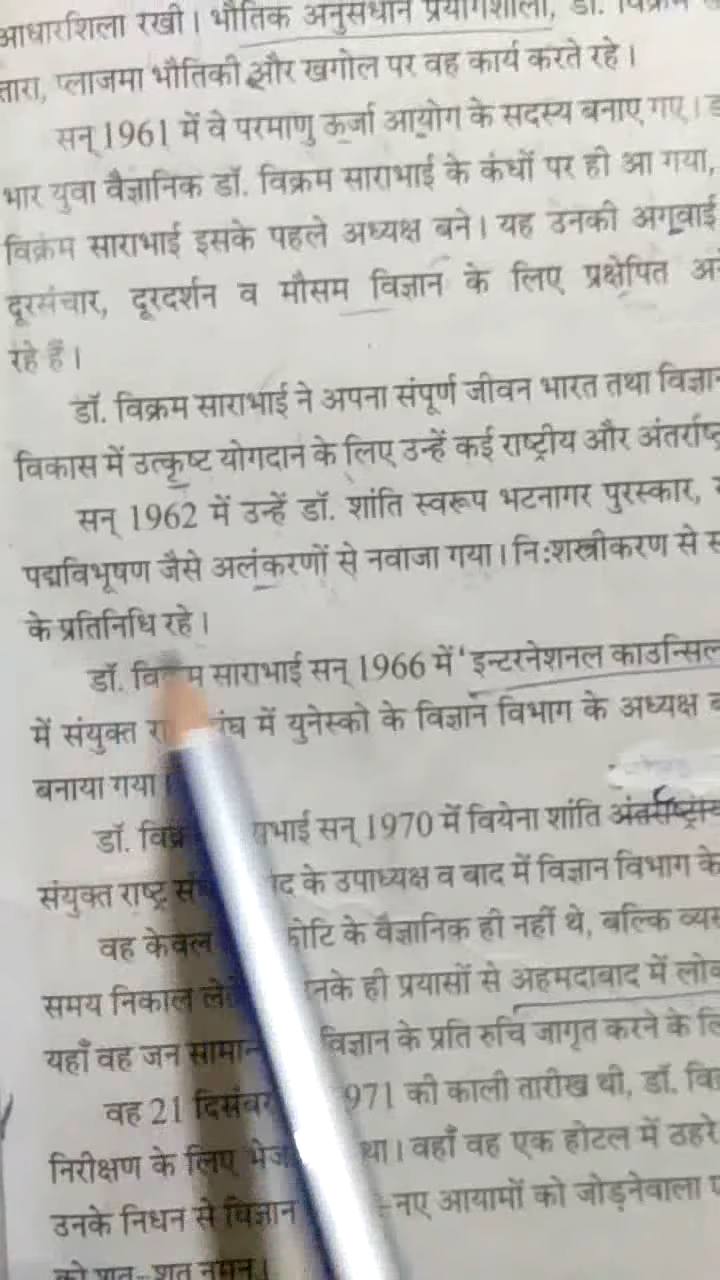 आधारशिला रखी। भौतिक अनुसंधान प्रयोगशाला, डॉ. विक्रम
तारा, प्लाजमा भौतिकी और खगोल पर वह कार्य करते रहे।
सन् 1961 में वे परमाणु ऊर्जा आयोग के सदस्य बनाए गए।
भार युवा वैज्ञानिक डॉ. विक्रम साराभाई के कंधों पर ही आ गया,
विक्रम साराभाई इसके पहले अध्यक्ष बने। यह उनकी अगुवाई
दूरसंचार, दूरदर्शन व मौसम विज्ञान के लिए प्रक्षेपित
रहे हैं।
डॉ. विक्रम साराभाई ने अपना संपूर्ण जीवन भारत तथा
विकास में उत्कृष्ट योगदान के लिए उन्हें कई राष्ट्रीय और
सन् 1962 में उन्हें डॉ. शांति स्वरूप भटनागर पुरस्कार,
पद्मविभूषण जैसे अलंकरणों से नवाजा गया। नि:शस्त्रीकरण से
के प्रतिनिधि रहे।
डॉ. साराभाई सन् 1966 में 'इन्टरनेशनल काउन्सिल
में संयुक्त में युनेस्को के विज्ञान विभाग के अध्यक्ष
बनाया गया
डॉ. सन् 1970 में वियेना शांति
संयुक्त राष्ट्र के उपाध्यक्ष व बाद में विज्ञान विभाग के
वह केवल कोटि के वैज्ञानिक ही नहीं थे, बल्कि
समय निकाल ही प्रयासों से अहमदाबाद में
यहाँ वह जन विज्ञान के प्रति रुचि जागृत करने के
वह 21 की काली तारीख थी, डॉ.
निरीक्षण के लिए था। वहाँ वह एक होटल में ठहरे
उनके निधन से आयामों को जोड़नेवाला
को शत-शत नमन।